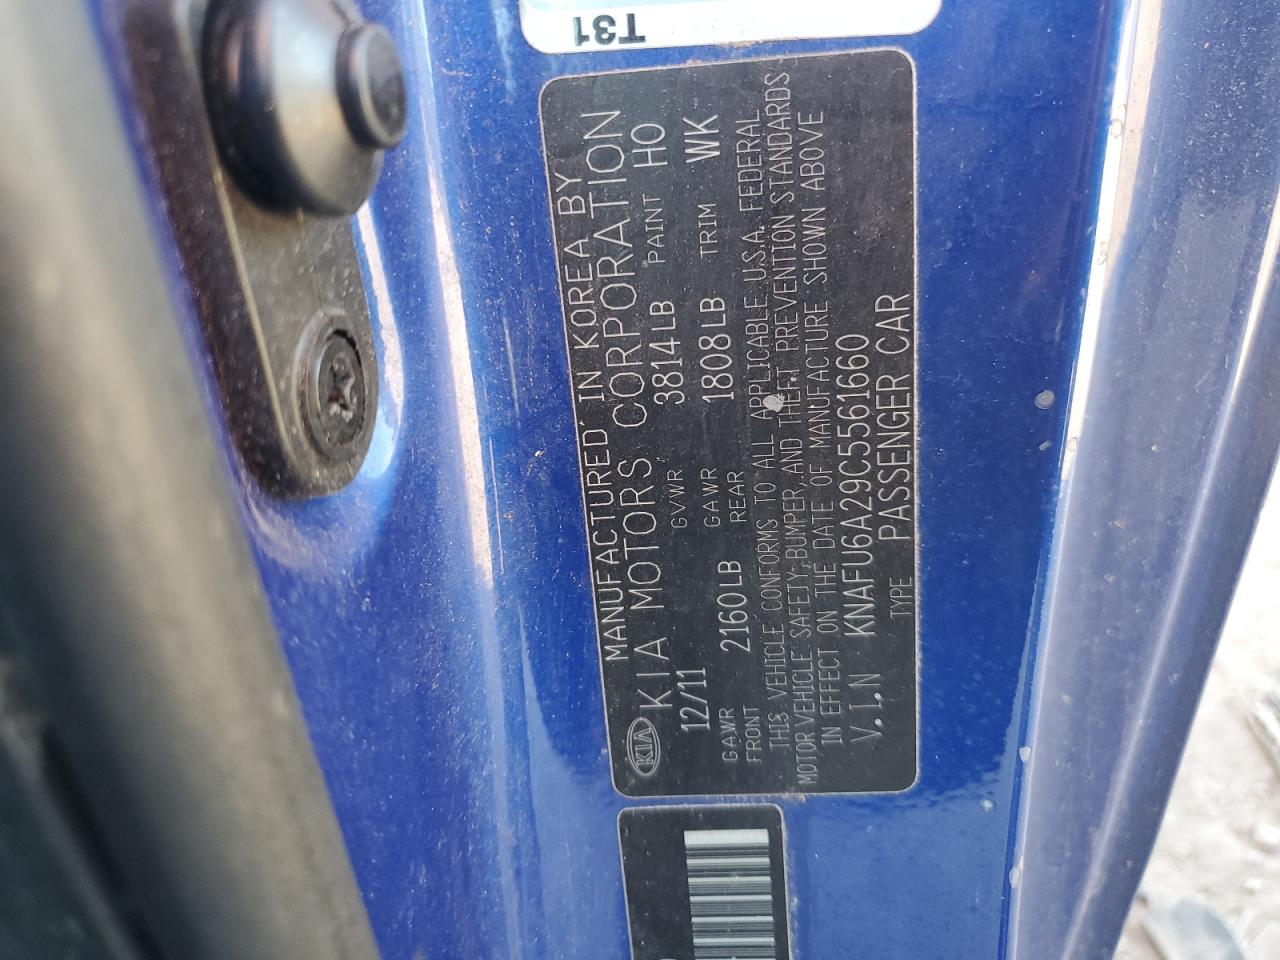 T31
MANUFACTURED IN KOREA BY
KIA KIA MOTORS CORPORATION
12/11 GVWR 3814LB PAINT HO
GAWR FRONT 2160LB GAWR REAR 1808LB TRIM WK
THIS VEHICLE CONFORMS TO ALL APPLICABLE U.S.A. FEDERAL
MOTOR VEHICLE SAFETY,BUMPER,AND THEFT PREVENTION STANDARDS
IN EFFECT ON THE DATE OF MANUFACTURE SHOWN ABOVE
V.I.N KNAFU6A29C5561660
TYPE PASSENGER CAR